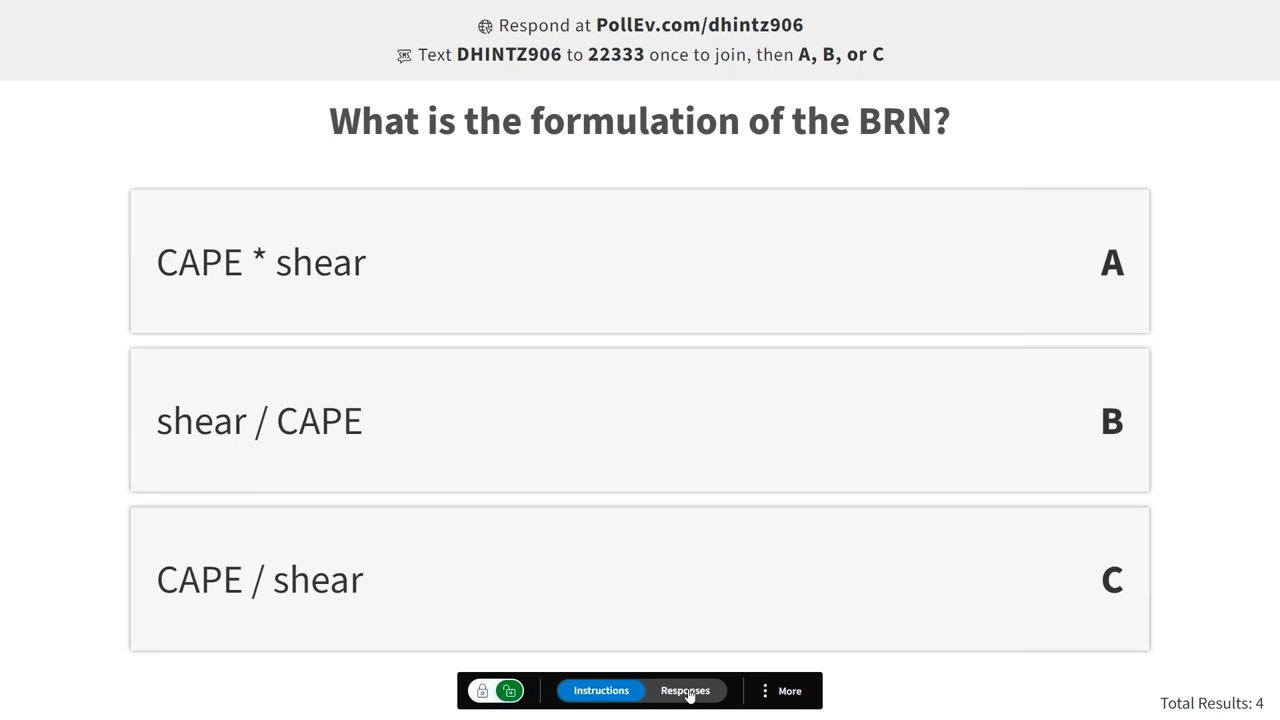 Respond at PollEv.com/dhintz906
Text DHINTZ906 to 22333 once to join, then A, B, or C
What is the formulation of the BRN?
CAPE * shear A
shear / CAPE B
CAPE / shear C
Instructions Responses More
Total Results: 4